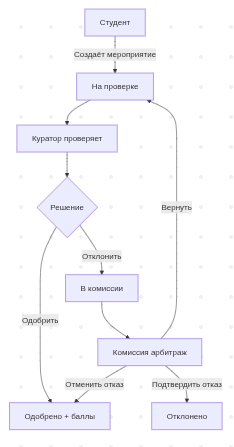 Студент
Создаёт мероприятие
На проверке
Куратор проверяет
Решение
Вернуть
Отклонить
В комиссии
Одобрить
Комиссия арбитраж
Отменить отказ
Подтвердить отказ
Одобрено + баллы
Отклонено